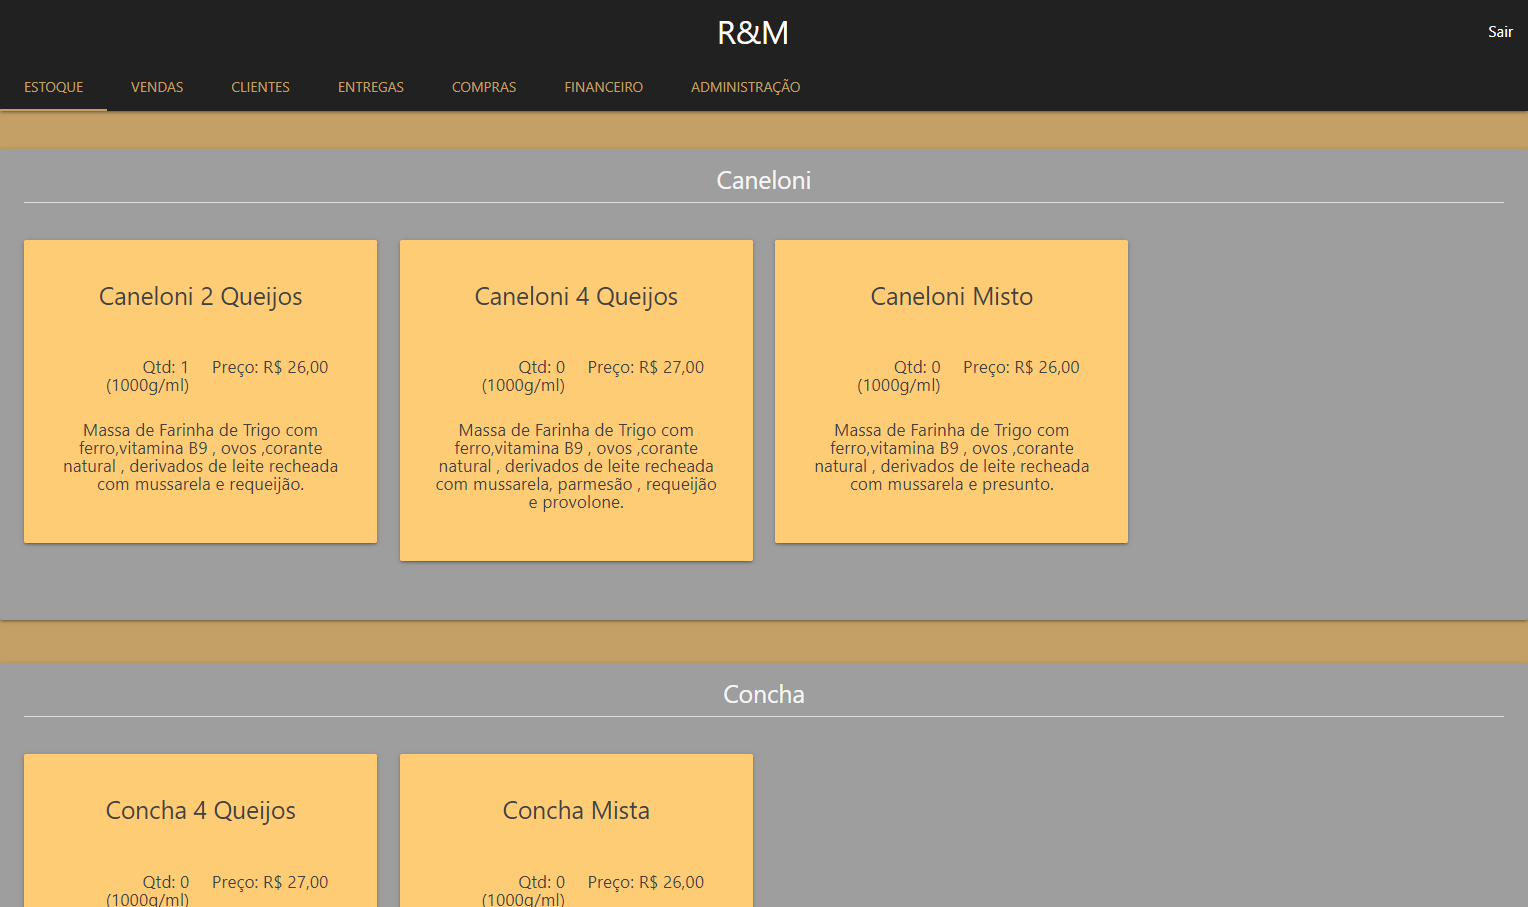 R&M
Sair
ESTOQUE VENDAS CLIENTES ENTREGAS COMPRAS FINANCEIRO ADMINISTRAÇÃO
Caneloni
Caneloni 2 Queijos
Qtd: 1 Preço: R$ 26,00
(1000g/ml)
Massa de Farinha de Trigo com
ferro,vitamina B9 , ovos ,corante
natural , derivados de leite recheada
com mussarela e requeijão.
Caneloni 4 Queijos
Qtd: 0 Preço: R$ 27,00
(1000g/ml)
Massa de Farinha de Trigo com
ferro,vitamina B9 , ovos ,corante
natural , derivados de leite recheada
com mussarela, parmesão , requeijão
e provolone.
Caneloni Misto
Qtd: 0 Preço: R$ 26,00
(1000g/ml)
Massa de Farinha de Trigo com
ferro,vitamina B9 , ovos ,corante
natural , derivados de leite recheada
com mussarela e presunto.
Concha
Concha 4 Queijos
Qtd: 0 Preço: R$ 27,00
(1000g/ml)
Concha Mista
Qtd: 0 Preço: R$ 26,00
(1000g/ml)